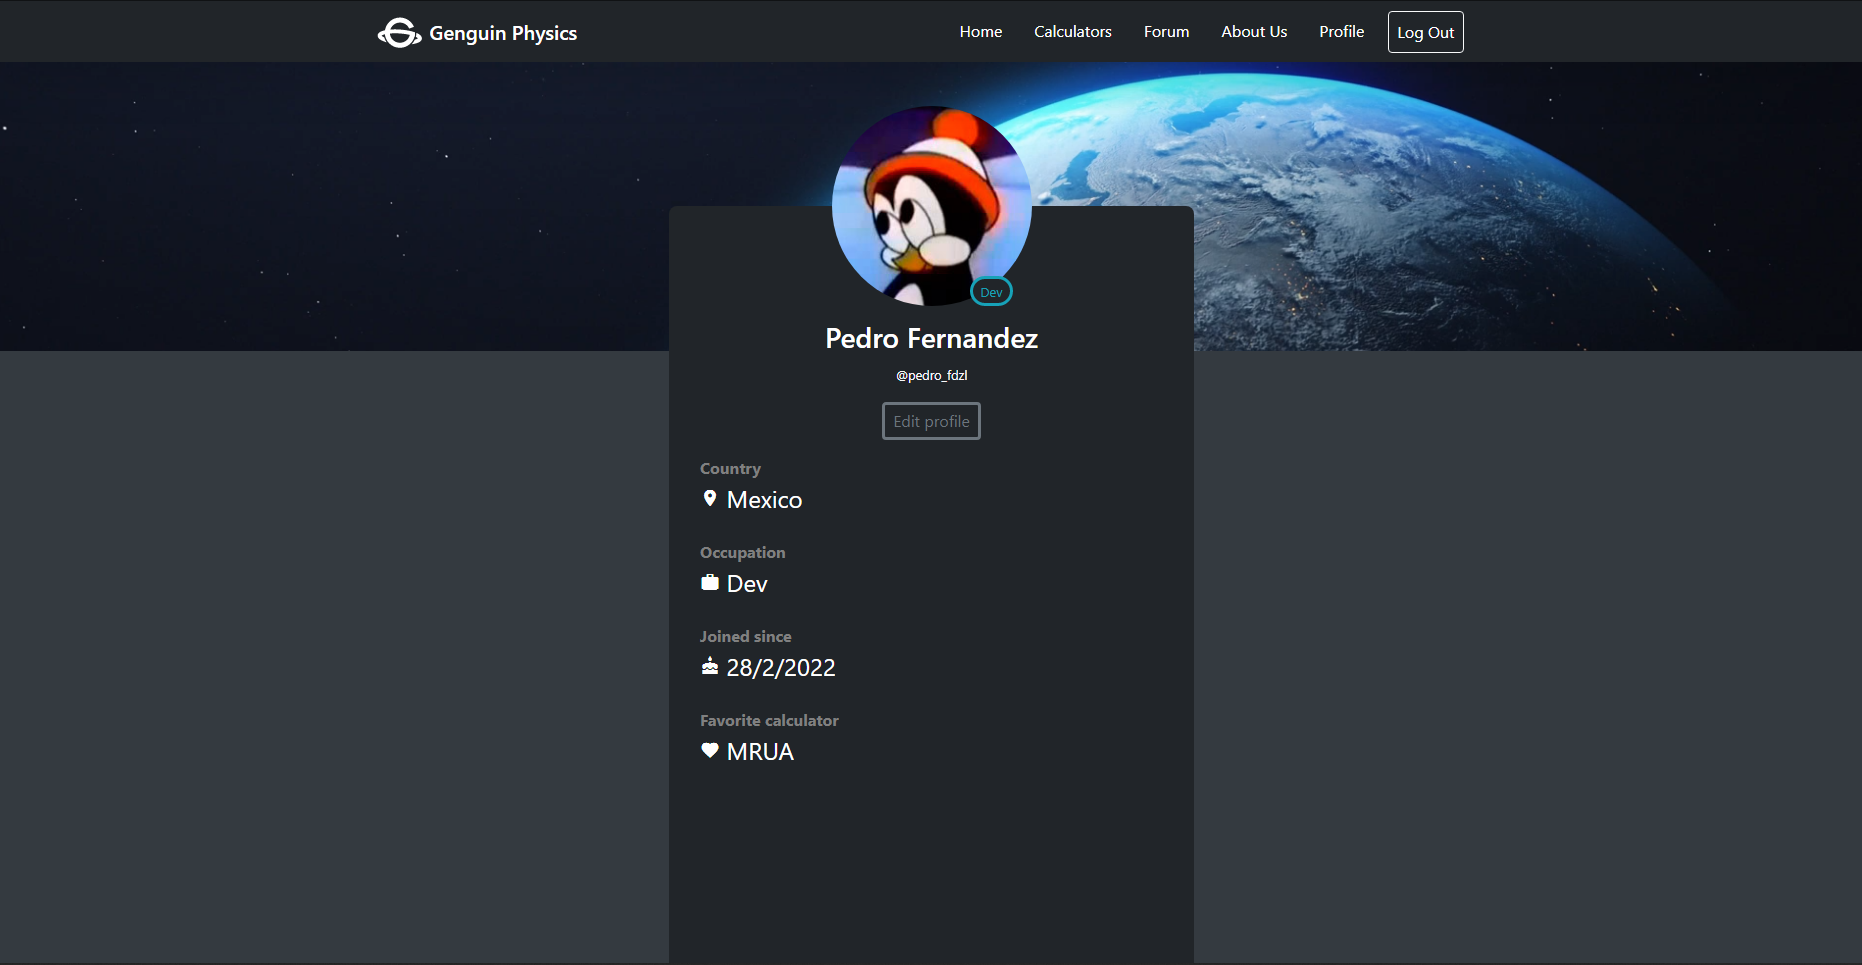 Genguin Physics
Home
Calculators
Forum
About Us
Profile
Log Out
Dev
Pedro Fernandez
@pedro_fdzl
Edit profile
Country
Mexico
Occupation
Dev
Joined since
28/2/2022
Favorite calculator
MRUA